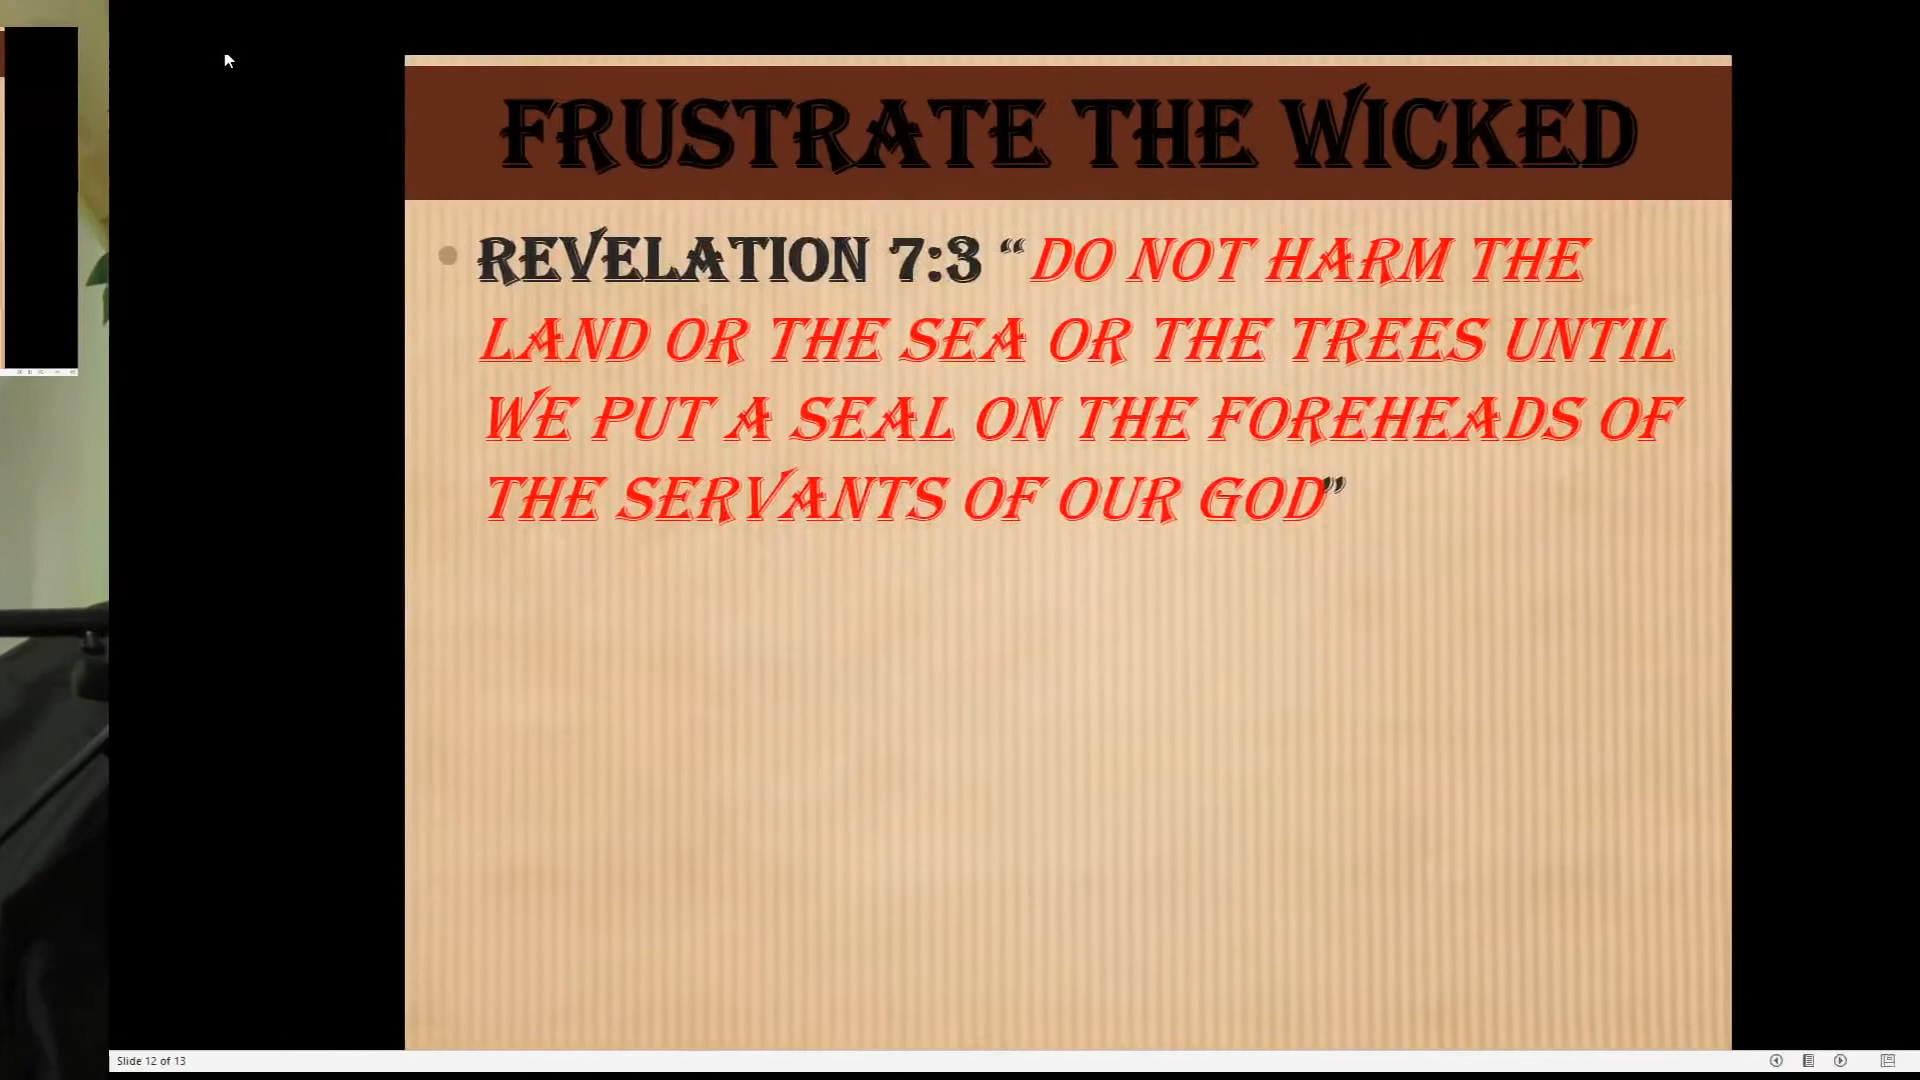 FRUSTRATE THE WICKED
REVELATION 7:3 “DO NOT HARM THE
LAND OR THE SEA OR THE TREES UNTIL
WE PUT A SEAL ON THE FOREHEADS OF
THE SERVANTS OF OUR GOD”
Slide 12 of 13